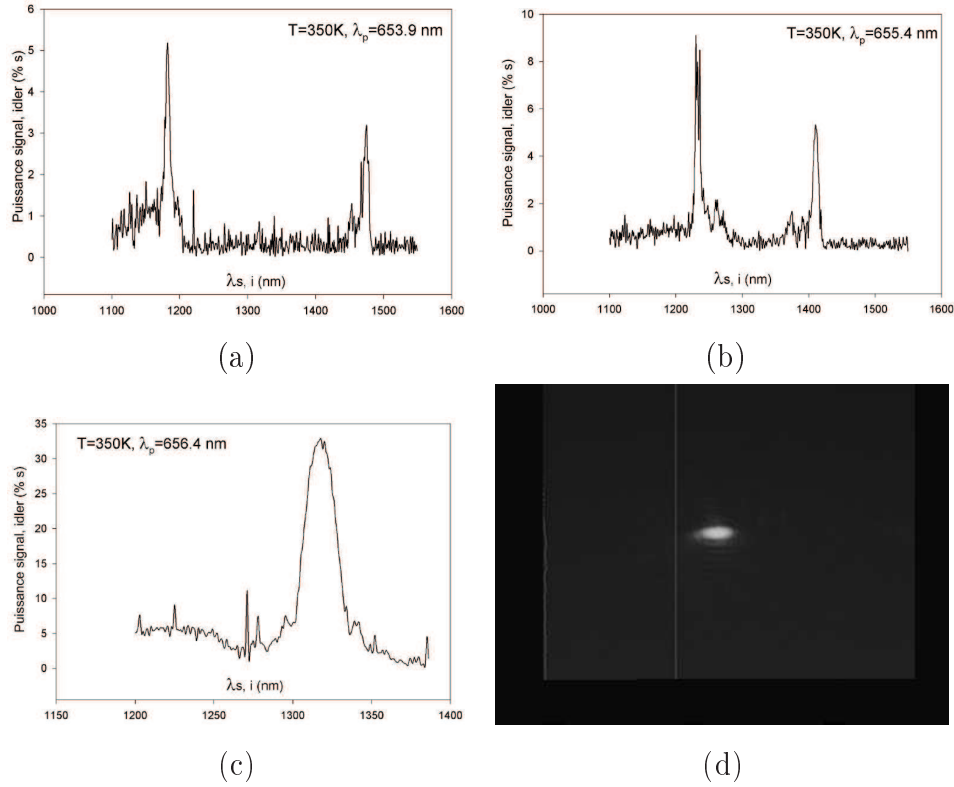 6
5
4
3
2
1
0
Puissance signal, idler (% s)
T=350K, λp=653.9 nm
λs, i (nm)
1000 1100 1200 1300 1400 1500 1600
(a)
10
8
6
4
2
0
Puissance signal, idler (% s)
T=350K, λp=655.4 nm
λs, i (nm)
1000 1100 1200 1300 1400 1500 1600
(b)
35
30
25
20
15
10
5
0
Puissance signal, idler (% s)
T=350K, λp=656.4 nm
λs, i (nm)
1150 1200 1250 1300 1350 1400
(c)
(d)